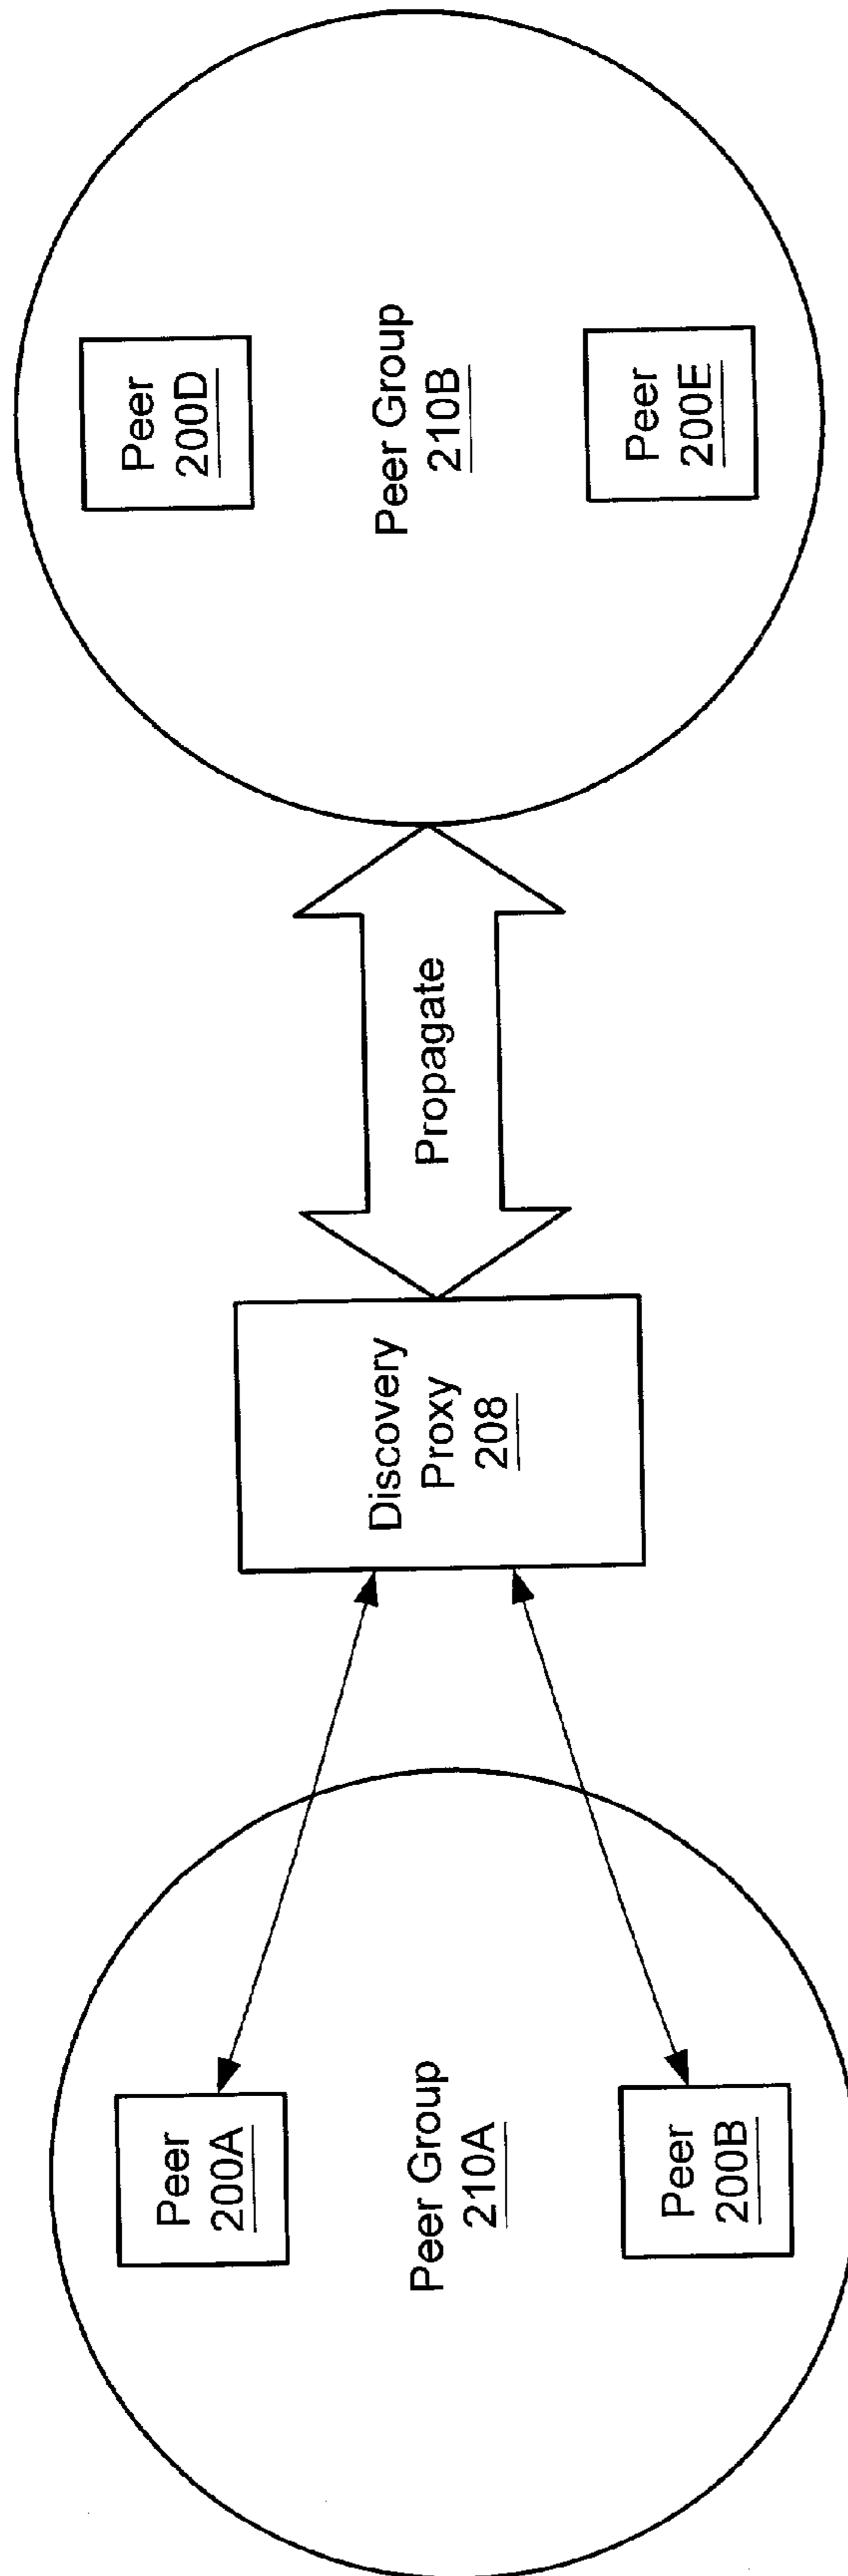 Peer
200A
Peer Group
210A
Peer
200B
Discovery
Proxy
208
Propagate
Peer
200D
Peer Group
210B
Peer
200E